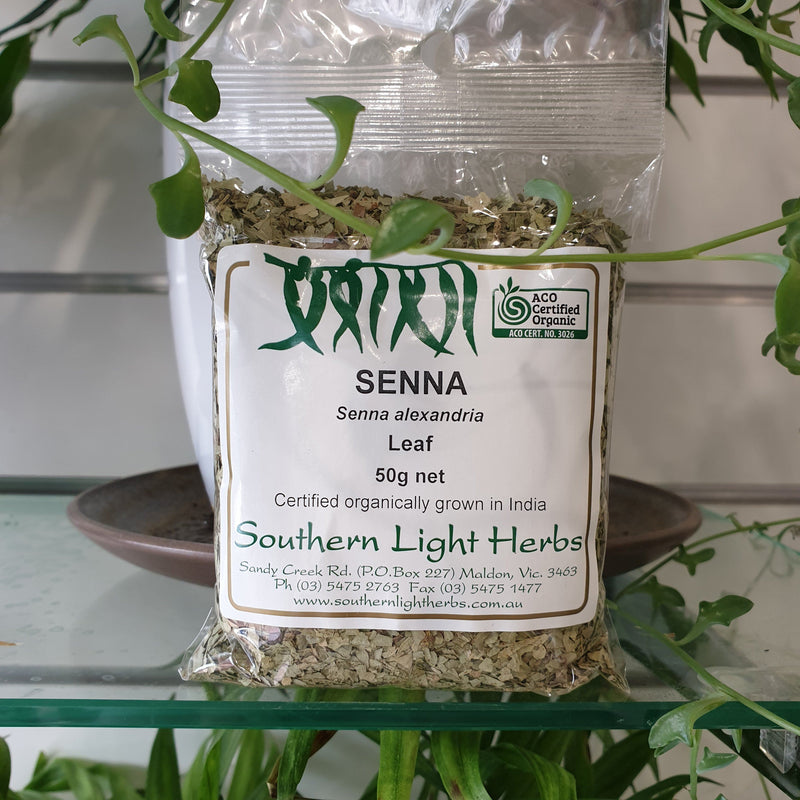 ACO
Certified
Organic
ACO CERT. NO. 3026
SENNA
Senna alexandria
Leaf
50g net
Certified organically grown in India
Southern Light Herbs
Sandy Creek Rd. (P.O.Box 227) Maldon, Vic. 3463
Ph (03) 5475 2763 Fax (03) 5475 1477
www.southernlightherbs.com.au